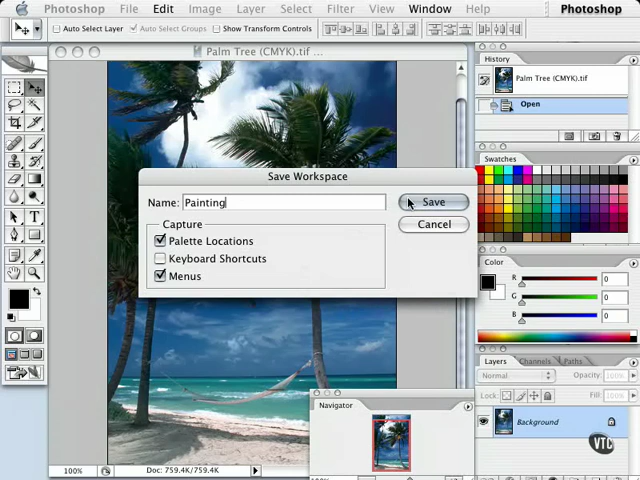 Photoshop File Edit Image Layer Select Filter View Window Help Photoshop
Auto Select Layer Auto Select Groups Show Transform Controls
Palm Tree (CMYK).tif ...
History
Palm Tree (CMYK).tif
Open
Save Workspace
Name: Painting
Save
Cancel
Capture
Palette Locations
Keyboard Shortcuts
Menus
Swatches
Color
R 0
G 0
B 0
Layers Channels Paths
Normal Opacity:
Lock: Fill:
Background
Navigator
VTC
100% Doc: 759.4K/759.4K